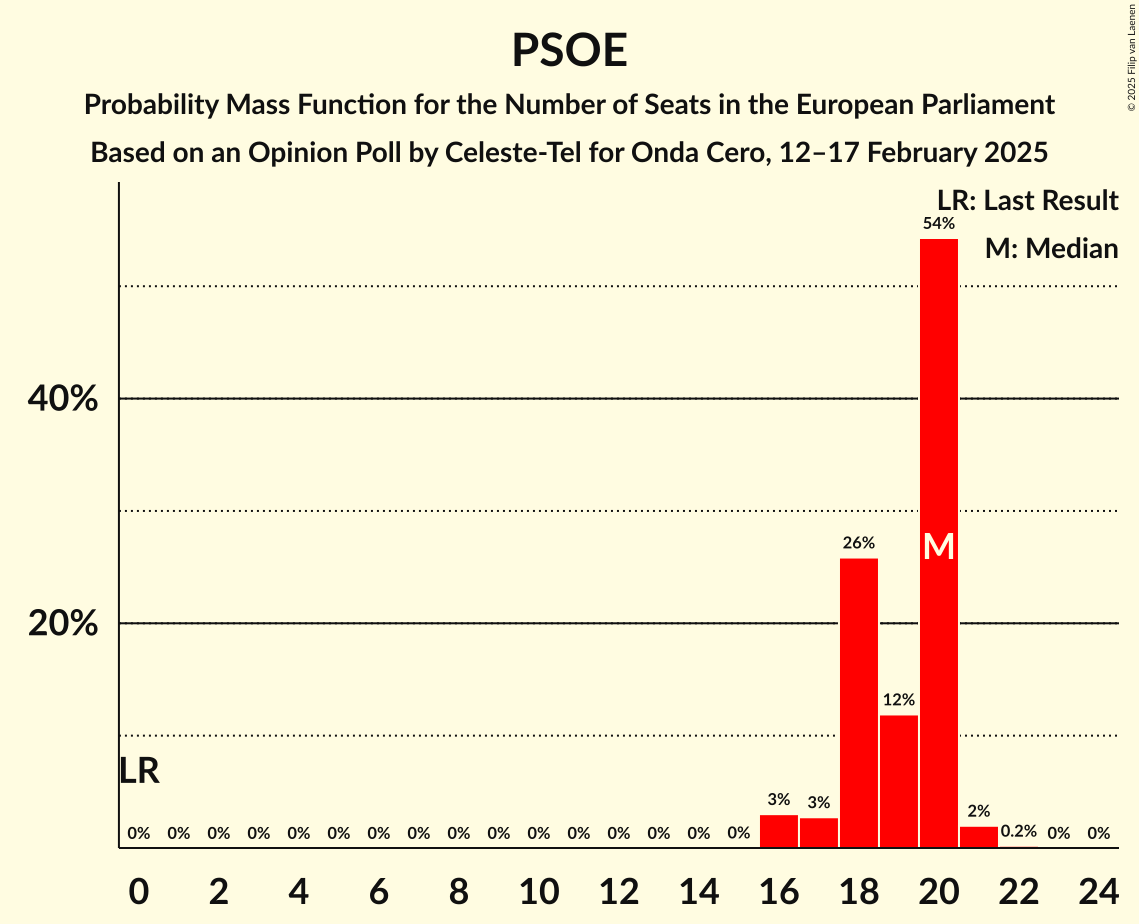 PSOE
Probability Mass Function for the Number of Seats in the European Parliament
Based on an Opinion Poll by Celeste-Tel for Onda Cero, 12–17 February 2025
© 2025 Filip van Laenen
LR: Last Result
M: Median
54%
40%
26%
M
20%
12%
LR
0% 0% 0% 0% 0% 0% 0% 0% 0% 0% 0% 0% 0% 0% 0% 0% 3% 3% 2% 0.2% 0% 0%
0 2 4 6 8 10 12 14 16 18 20 22 24